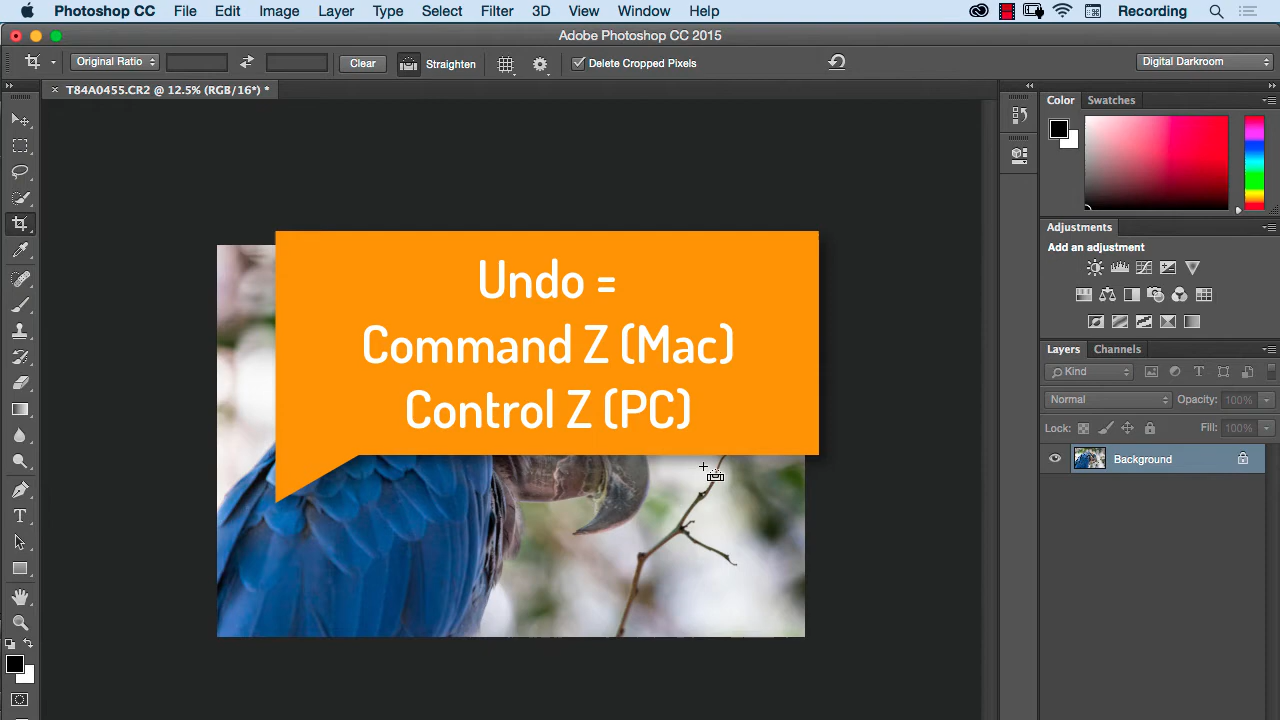 Photoshop CC File Edit Image Layer Type Select Filter 3D View Window Help Recording
Adobe Photoshop CC 2015
Original Ratio Clear Straighten Delete Cropped Pixels Digital Darkroom
× T84A0455.CR2 @ 12.5% (RGB/16*) *
Color Swatches
Adjustments
Add an adjustment
Layers Channels
Kind
Normal Opacity: 100%
Lock: Fill: 100%
Background
Undo =
Command Z (Mac)
Control Z (PC)